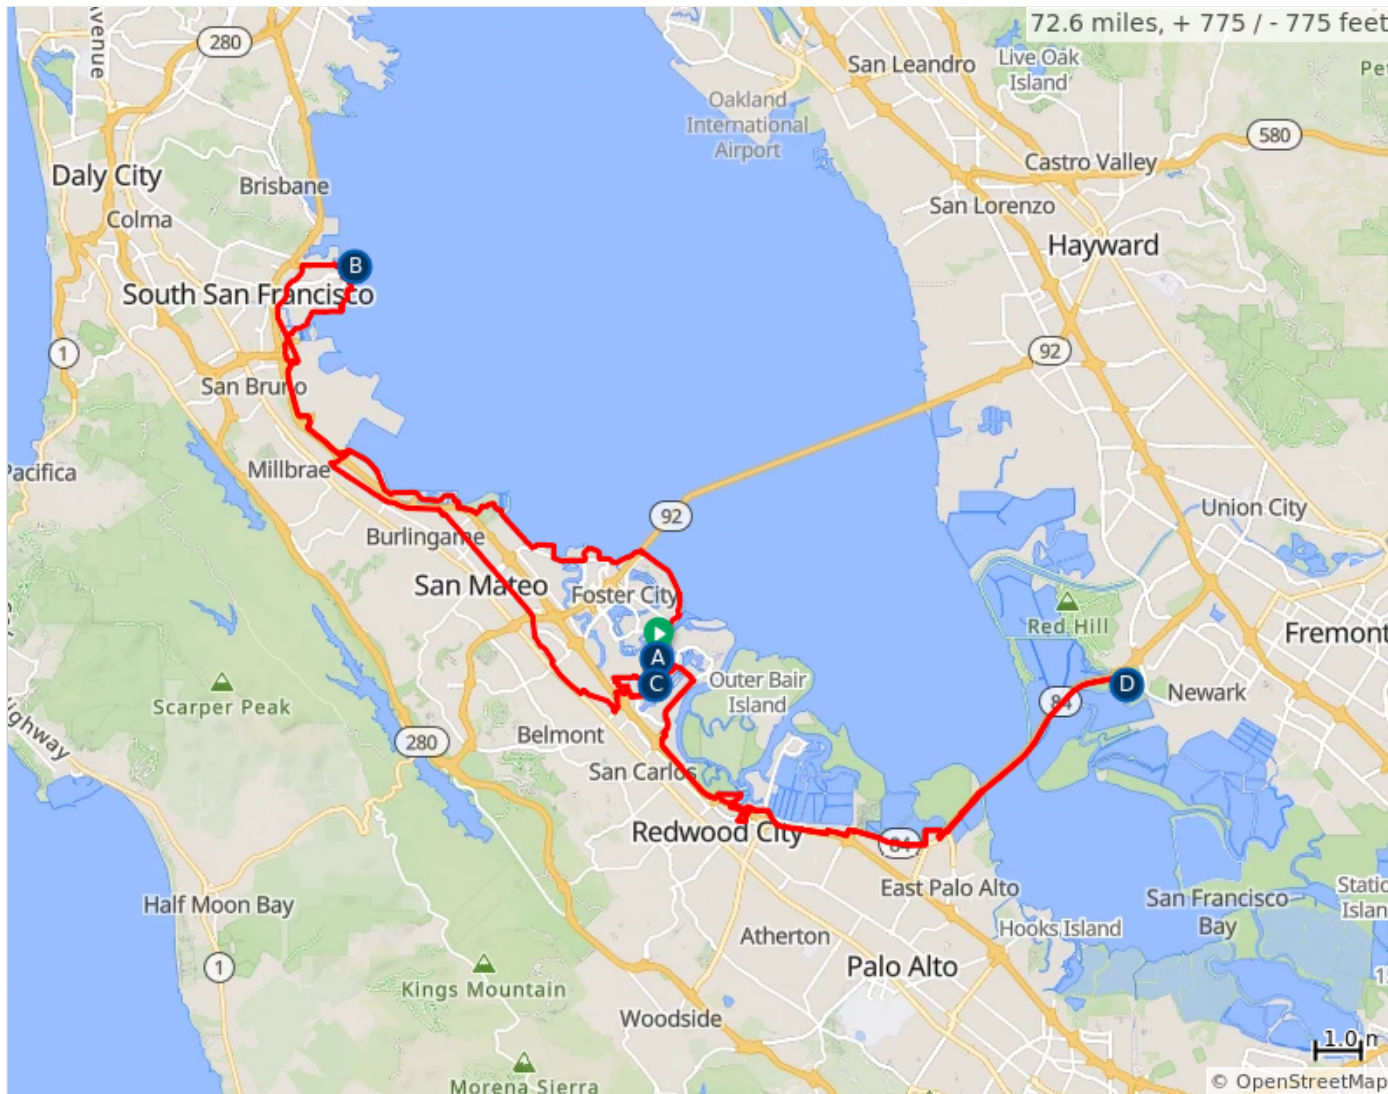 72.6 miles, + 775 / - 775 feet
Avenue
280
San Leandro
Live Oak
Island
Oakland
International
Airport
580
Castro Valley
Daly City
Brisbane
Colma
San Lorenzo
Hayward
B
South San Francisco
1
92
San Bruno
Millbrae
Pacifica
Burlingame
92
Union City
San Mateo
Foster City
Red Hill
Fremont
A
C
Outer Bair
Island
D
Newark
84
Scarper Peak
Highway
280
Belmont
San Carlos
Redwood City
84
East Palo Alto
Half Moon Bay
San Francisco
Bay
Hooks Island
Atherton
Palo Alto
1
Kings Mountain
Woodside
1.0 m
Morena Sierra
© OpenStreetMap